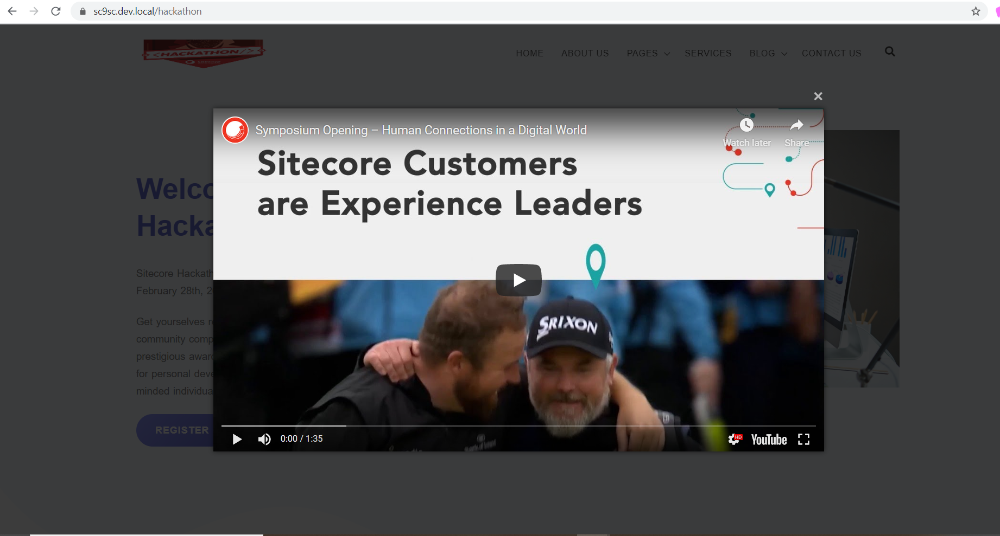 sc9sc.dev.local/hackathon
<HACKATHON/>
HOME
ABOUT US
PAGES
SERVICES
BLOG
CONTACT US
Symposium Opening – Human Connections in a Digital World
Watch later
Share
Sitecore Customers
are Experience Leaders
Welco
Hacka
Sitecore Hackath
February 28th, 2
Get yourselves r
community comp
prestigious awar
for personal deve
minded individua
SRIXON
REGISTER
0:00 / 1:35
HD
YouTube